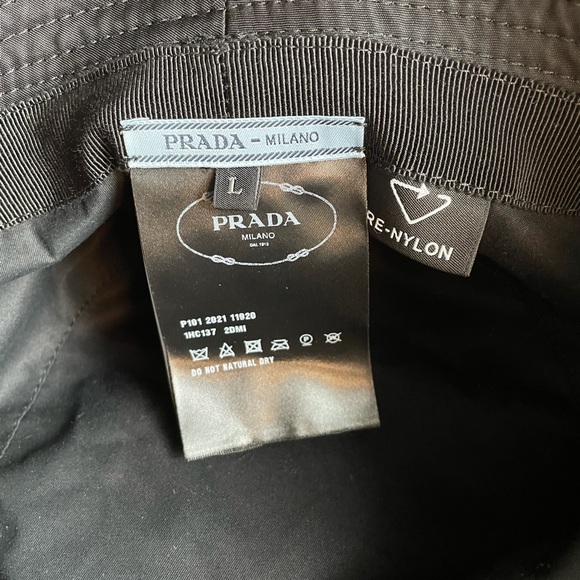 PRADA - MILANO
L
PRADA
MILANO
DAL 1913
RE-NYLON
P101 2021 11920
1HC137 2DMI
DO NOT NATURAL DRY